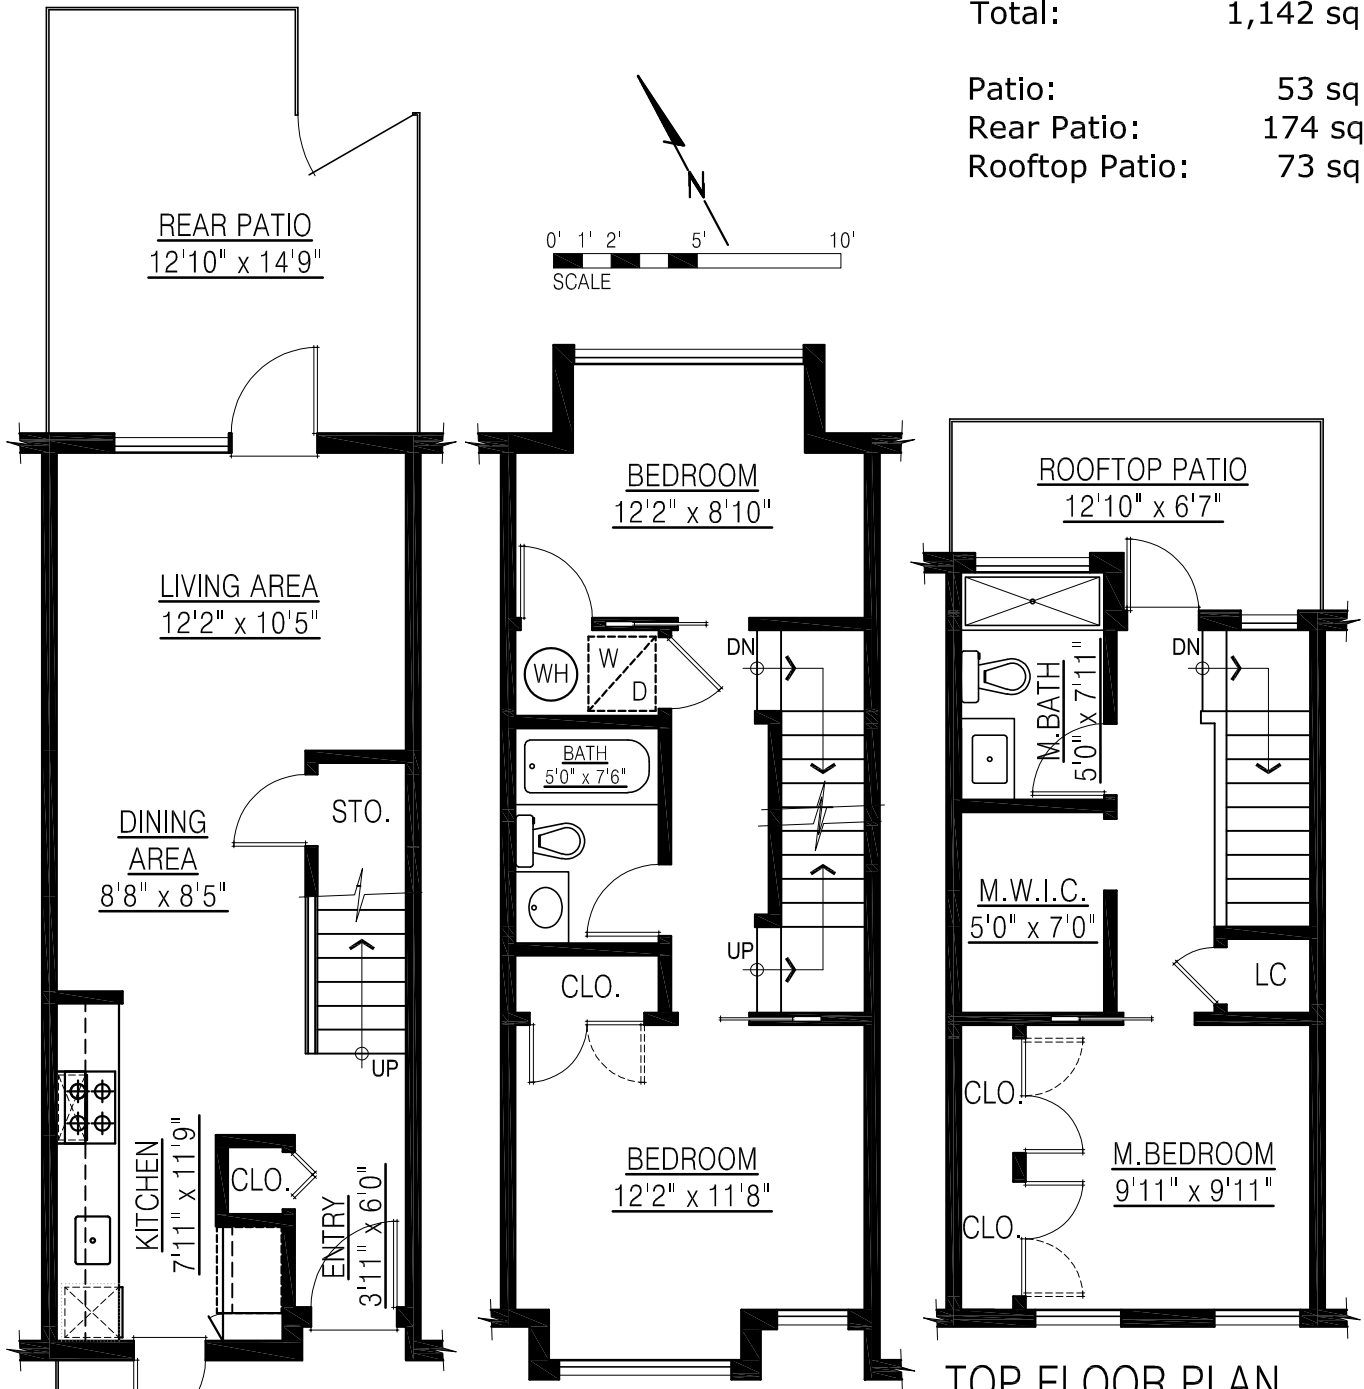 Total: 1,142 sq
Patio: 53 sq
Rear Patio: 174 sq
Rooftop Patio: 73 sq
N
0' 1' 2' 5' 10'
SCALE
REAR PATIO
12'10" x 14'9"
LIVING AREA
12'2" x 10'5"
STO.
DINING
AREA
8'8" x 8'5"
UP
KITCHEN
7'11" x 11'9"
CLO.
ENTRY
3'11" x 6'0"
BEDROOM
12'2" x 8'10"
WH
W
D
DN
BATH
5'0" x 7'6"
UP
CLO.
BEDROOM
12'2" x 11'8"
ROOFTOP PATIO
12'10" x 6'7"
DN
M.BATH
5'0" x 7'11"
M.W.I.C.
5'0" x 7'0"
LC
CLO.
M.BEDROOM
9'11" x 9'11"
CLO.
TOP FLOOR PLAN